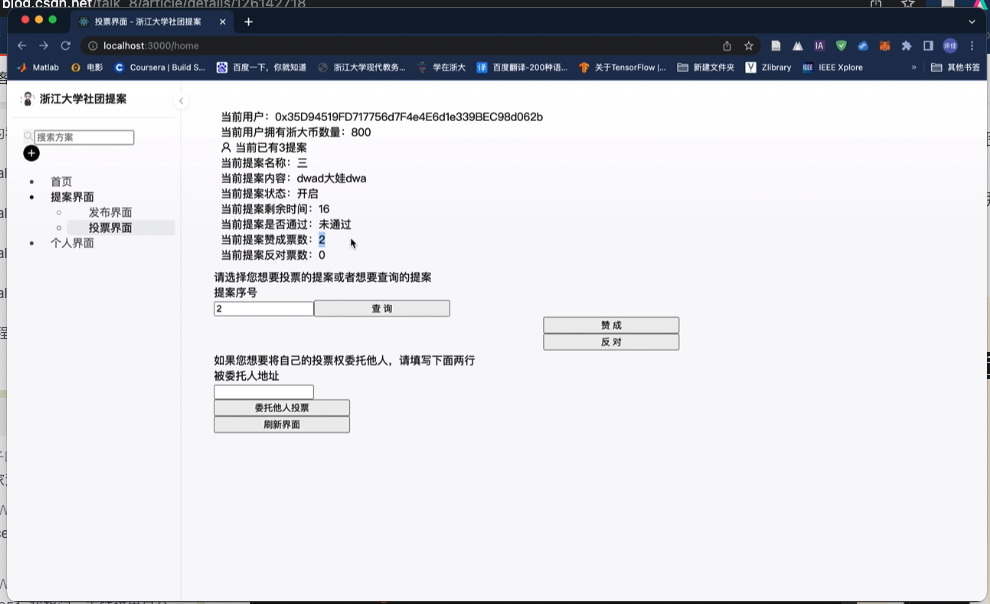 blog.csdn.net/talk_8/article/details/126142718
投票界面 - 浙江大学社团提案
localhost:3000/home
Matlab
电影
Coursera | Build S...
百度一下，你就知道
浙江大学现代教务...
学在浙大
百度翻译-200种语...
关于TensorFlow |...
新建文件夹
Zlibrary
IEEE Xplore
»
其他书签
浙江大学社团提案
搜索方案
首页
提案界面
发布界面
投票界面
个人界面
当前用户：0x35D94519FD717756d7F4e4E6d1e339BEC98d062b
当前用户拥有浙大币数量：800
当前已有3提案
当前提案名称：三
当前提案内容：dwad大娃dwa
当前提案状态：开启
当前提案剩余时间：16
当前提案是否通过：未通过
当前提案赞成票数：2
当前提案反对票数：0
请选择您想要投票的提案或者想要查询的提案
提案序号
2
查 询
赞 成
反 对
如果您想要将自己的投票权委托他人，请填写下面两行
被委托人地址
委托他人投票
刷新界面